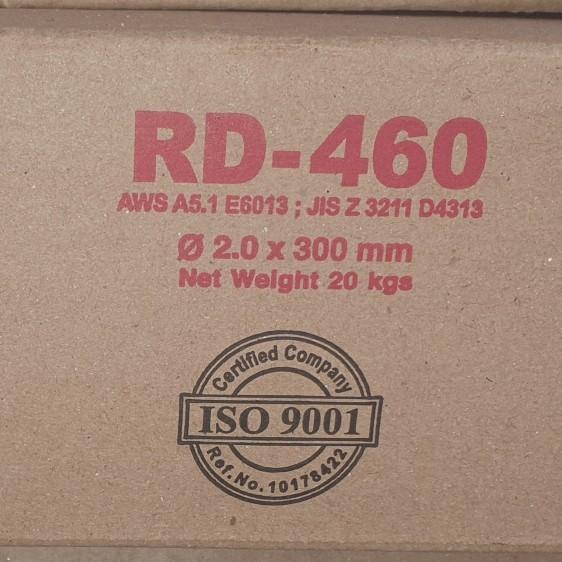 RD-460
AWS A5.1 E6013 ; JIS Z 3211 D4313
Ø 2.0 x 300 mm
Net Weight 20 kgs
Certified Company
ISO 9001
Ref.No.10178422